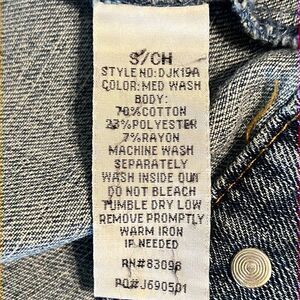 S/CH
STYLE NO:DJK19A
COLOR:MED WASH
BODY:
70%COTTON
23%POLYESTER
7%RAYON
MACHINE WASH
SEPARATELY
WASH INSIDE OUT
DO NOT BLEACH
TUMBLE DRY LOW
REMOVE PROMPTLY
WARM IRON
IF NEEDED
RN#83096
PO#J690501